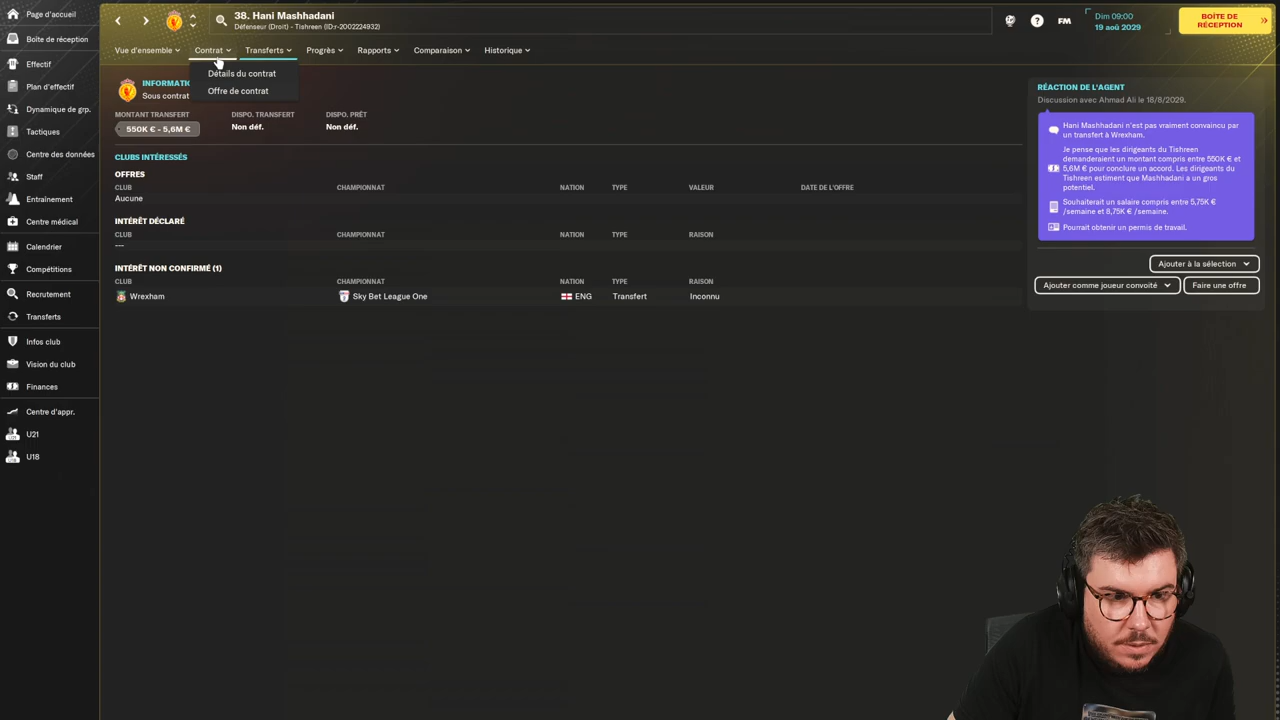 Page d'accueil
Boîte de réception
Effectif
Plan d'effectif
Dynamique de grp.
Tactiques
Centre des données
Staff
Entraînement
Centre médical
Calendrier
Compétitions
Recrutement
Transferts
Infos club
Vision du club
Finances
Centre d'appr.
U21
U18
38. Hani Mashhadani
Défenseur (Droit) - Tishreen (ID:r-2002224932)
FM
Dim 09:00
19 aoû 2029
BOÎTE DE
RÉCEPTION
Vue d'ensemble
Contrat
Transferts
Progrès
Rapports
Comparaison
Historique
Détails du contrat
Offre de contrat
INFORMATIO
Sous contrat
MONTANT TRANSFERT
DISPO. TRANSFERT
DISPO. PRÊT
550K € - 5,6M €
Non déf.
Non déf.
CLUBS INTÉRESSÉS
OFFRES
CLUB CHAMPIONNAT NATION TYPE VALEUR DATE DE L'OFFRE
Aucune
INTÉRÊT DÉCLARÉ
CLUB CHAMPIONNAT NATION TYPE RAISON
---
INTÉRÊT NON CONFIRMÉ (1)
CLUB CHAMPIONNAT NATION TYPE RAISON
Wrexham Sky Bet League One ENG Transfert Inconnu
RÉACTION DE L'AGENT
Discussion avec Ahmad Ali le 18/8/2029.
Hani Mashhadani n'est pas vraiment convaincu par
un transfert à Wrexham.
Je pense que les dirigeants du Tishreen
demanderaient un montant compris entre 550K € et
5,6M € pour conclure un accord. Les dirigeants du
Tishreen estiment que Mashhadani a un gros
potentiel.
Souhaiterait un salaire compris entre 5,75K €
/semaine et 8,75K € /semaine.
Pourrait obtenir un permis de travail.
Ajouter à la sélection
Ajouter comme joueur convoité
Faire une offre